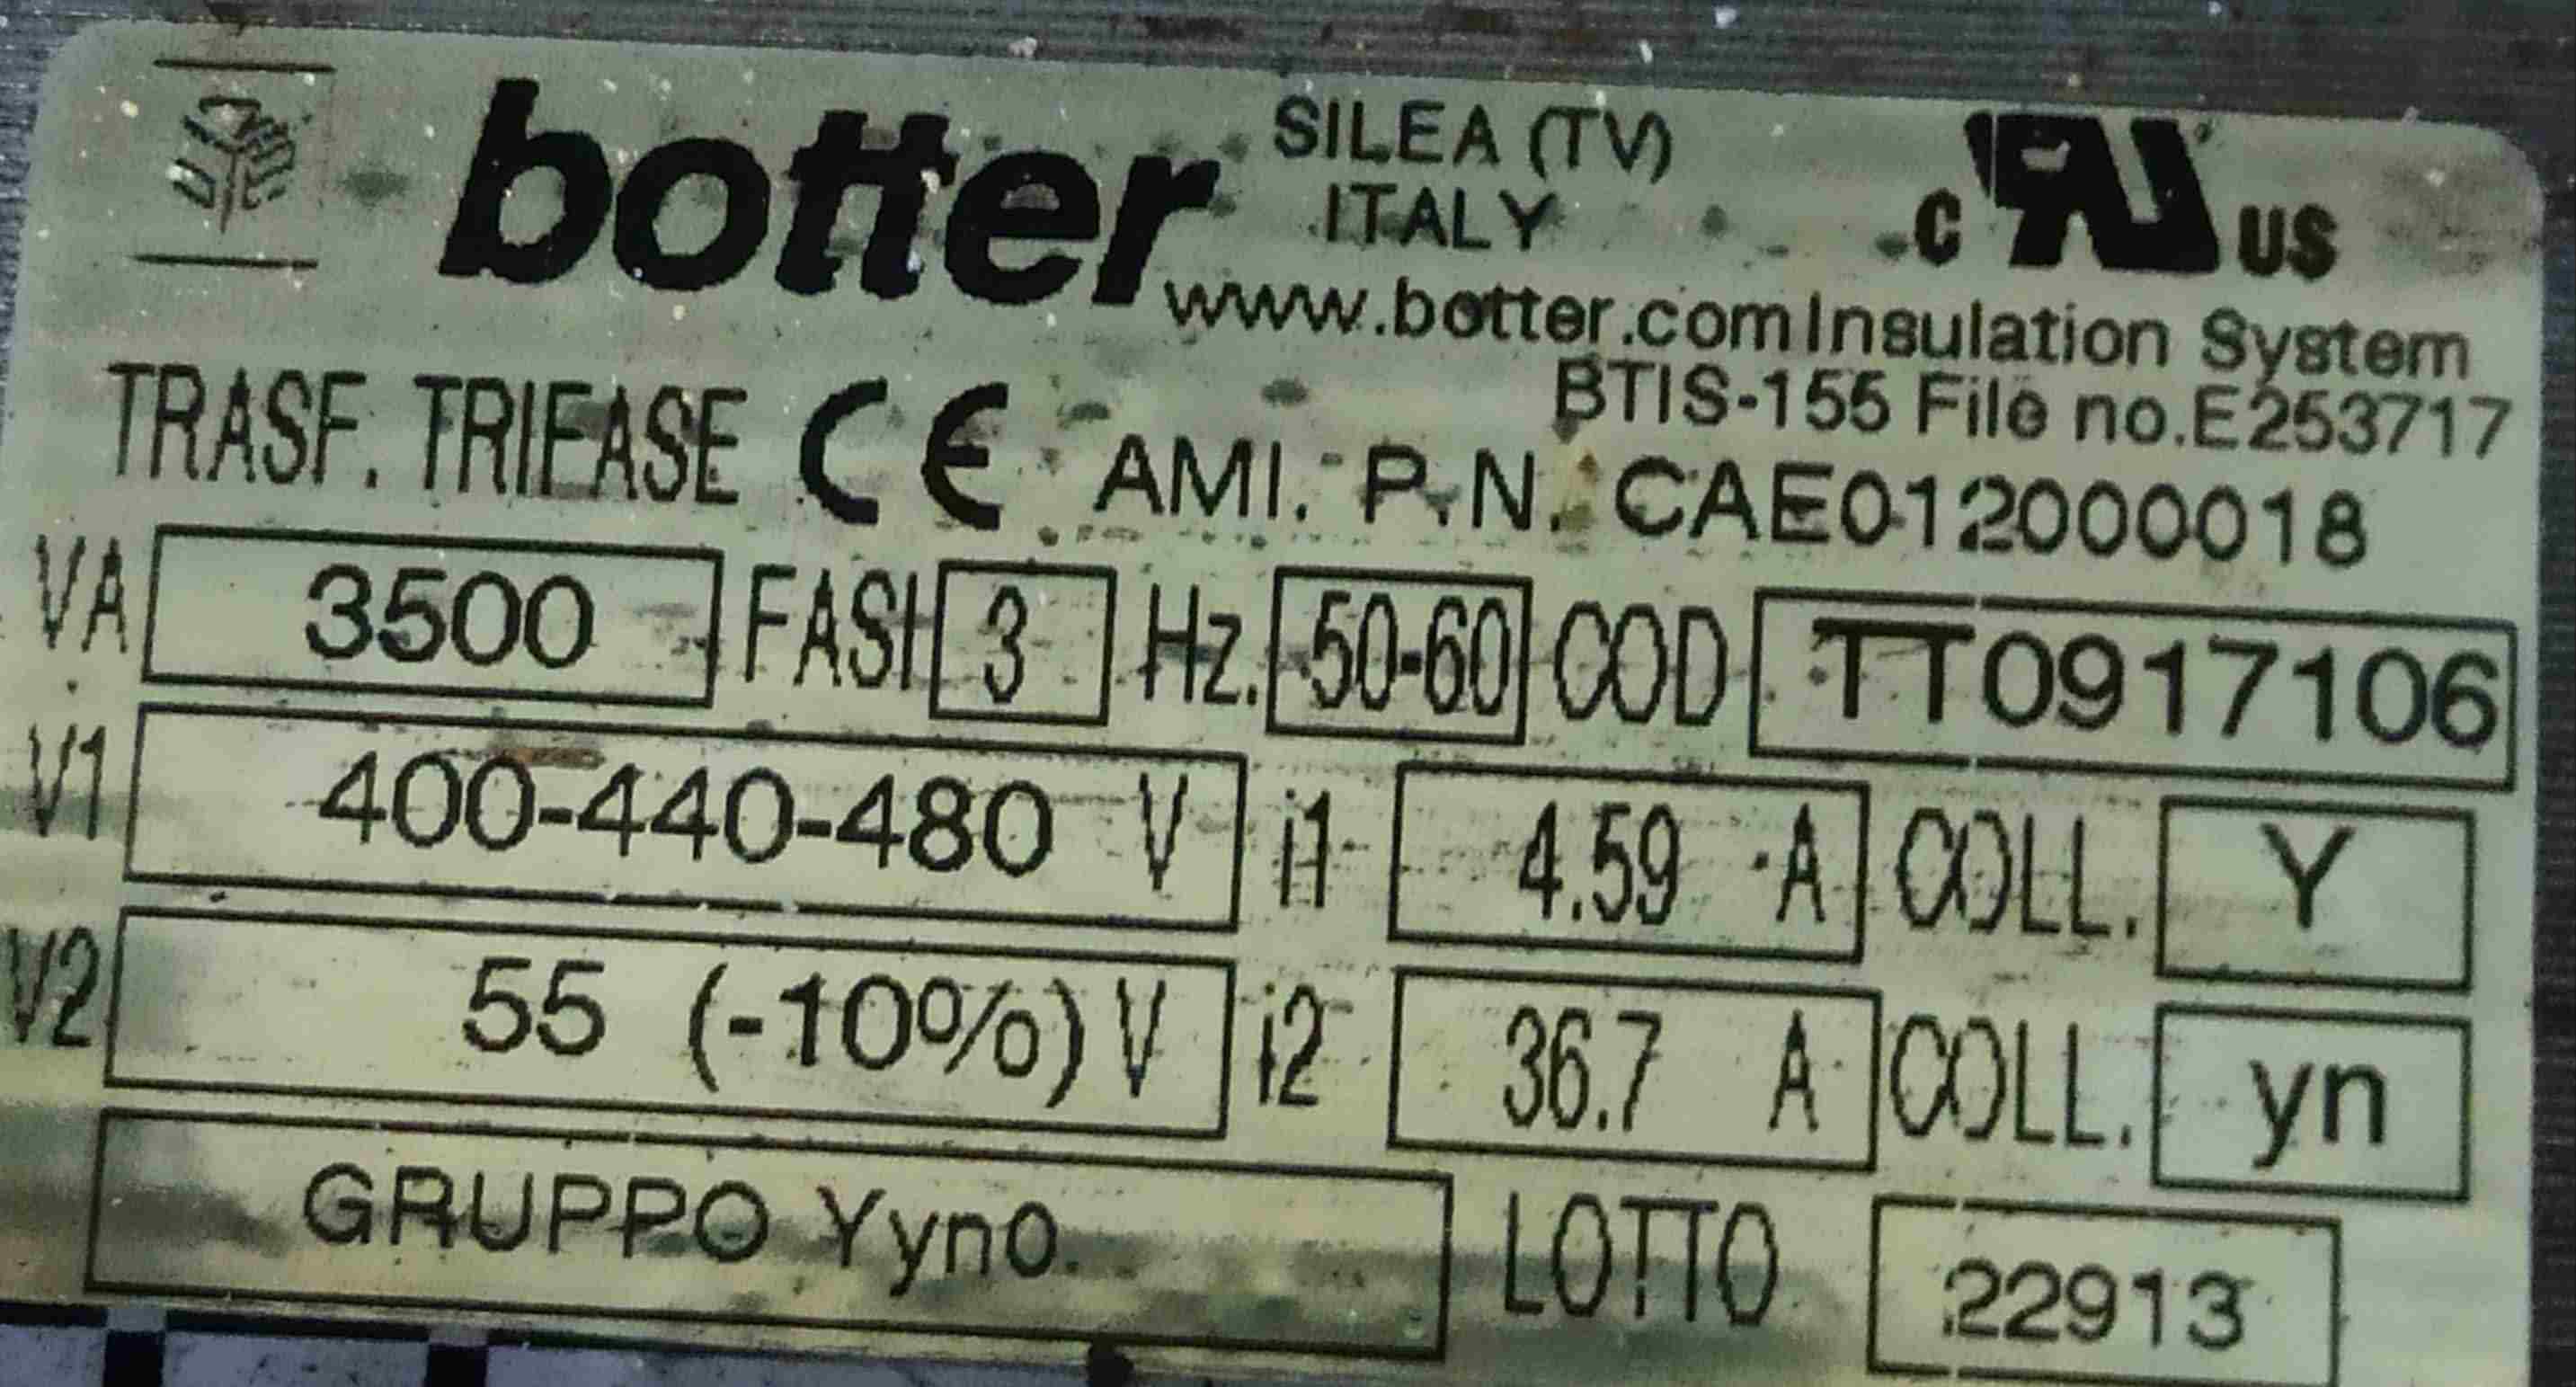 botter SILEA (TV)
ITALY
www.botter.com
C RU US
Insulation System
BTIS-155 File no.E253717
TRASF. TRIFASE CE AMI. P.N. CAE012000018
VA 3500 FASI 3 Hz. 50-60 COD TT0917106
V1 400-440-480 V i1 4.59 A COLL. Y
V2 55 (-10%) V i2 36.7 A COLL. yn
GRUPPO Yyn0. LOTTO 22913